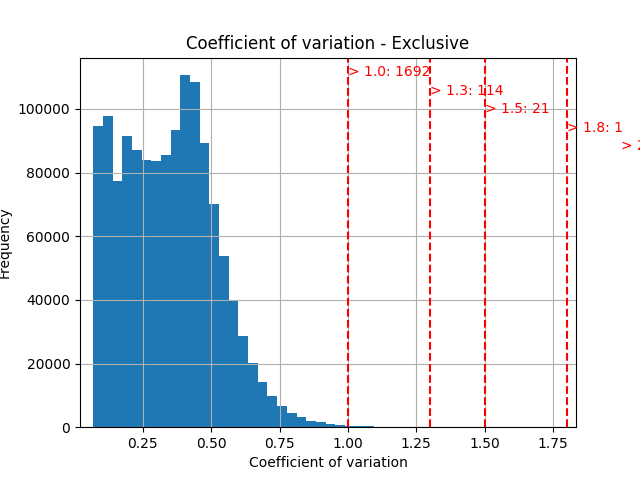 Coefficient of variation - Exclusive
> 1.0: 1692
> 1.3: 114
> 1.5: 21
> 1.8: 1
100000
80000
60000
40000
20000
0
Frequency
0.25 0.50 0.75 1.00 1.25 1.50 1.75
Coefficient of variation